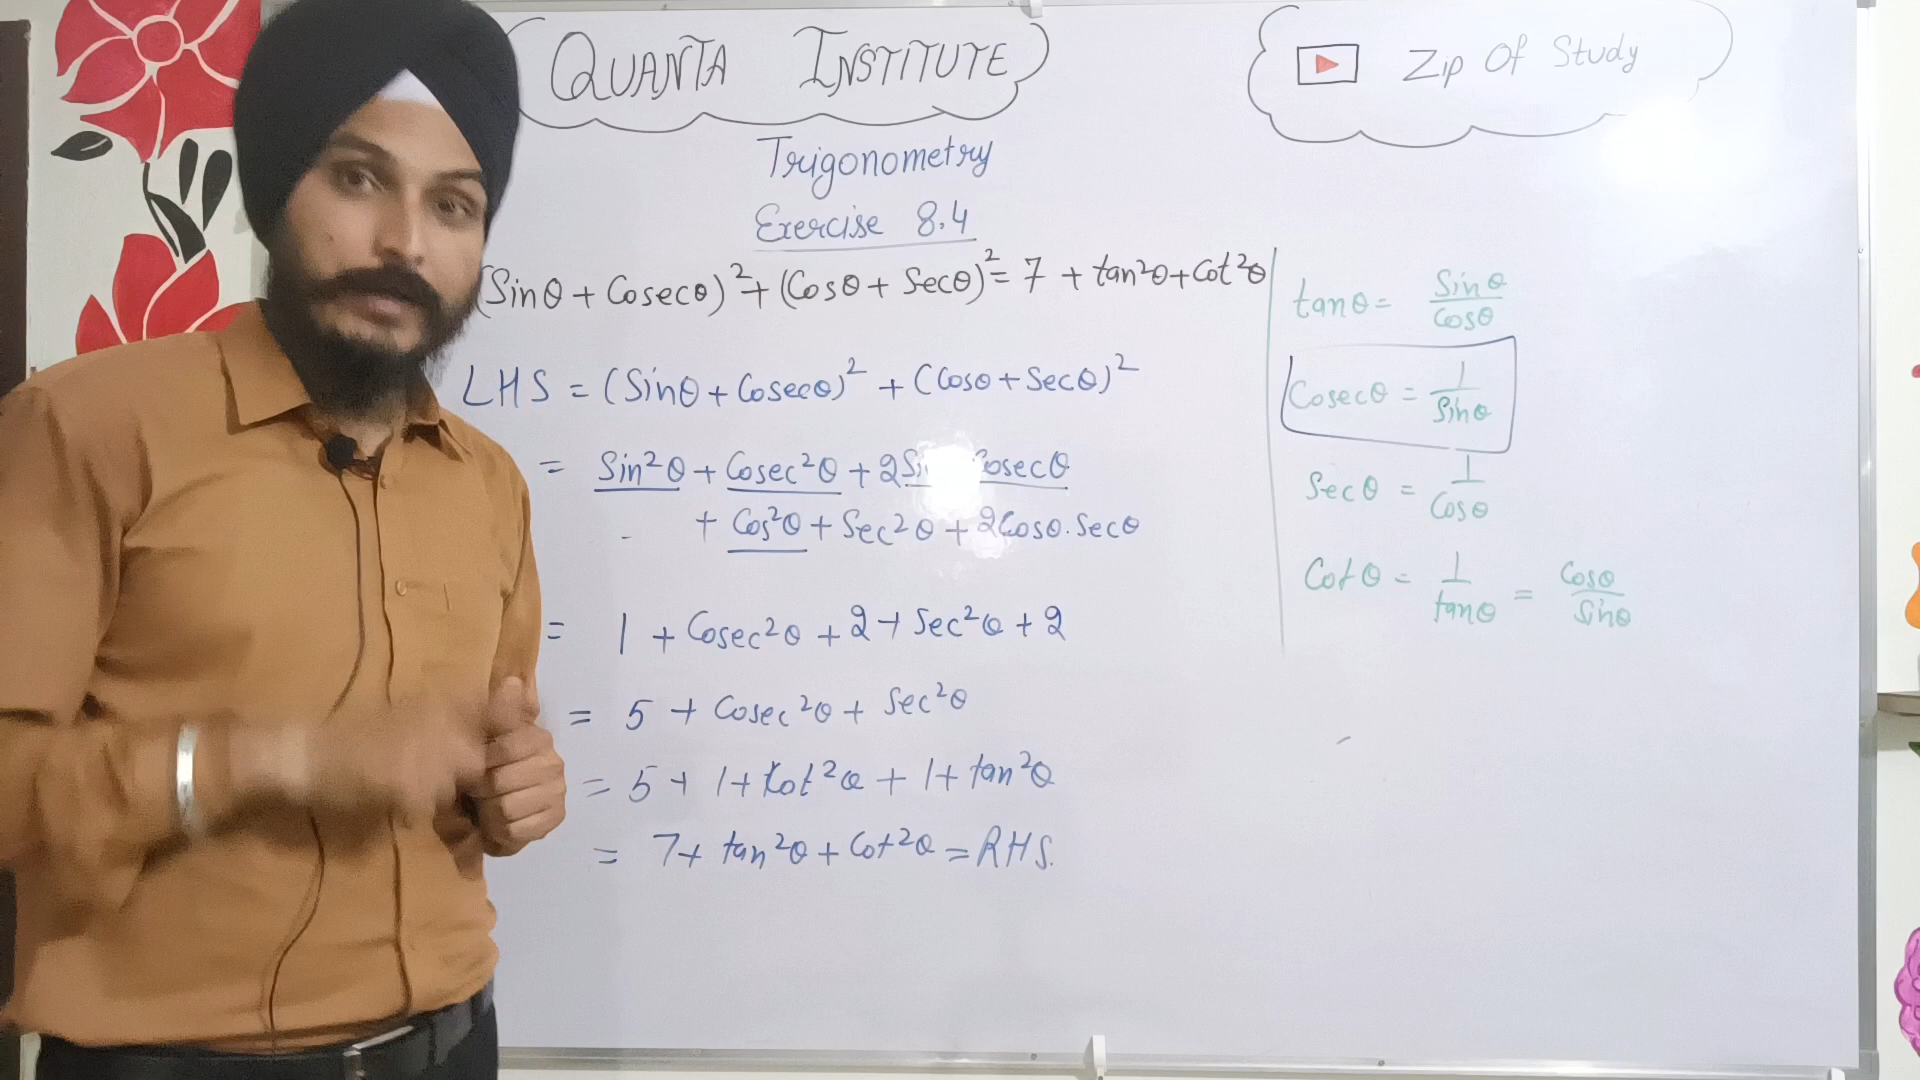 QUANTA INSTITUTE
Zip Of Study
Trigonometry
Exercise 8.4
(Sinθ + Cosecθ)² + (Cosθ + Secθ)² = 7 + tan²θ + Cot²θ
LHS = (Sinθ + Cosecθ)² + (Cosθ + Secθ)²
= Sin²θ + Cosec²θ + 2 Cosecθ
+ Cos²θ + Sec²θ + 2Cosθ.Secθ
= 1 + Cosec²θ + 2 + Sec²θ + 2
= 5 + Cosec²θ + Sec²θ
= 5 + 1 + Cot²θ + 1 + tan²θ
= 7 + tan²θ + Cot²θ = RHS.
tanθ = Sinθ / Cosθ
Cosecθ = 1 / Sinθ
Secθ = 1 / Cosθ
Cotθ = 1 / tanθ = Cosθ / Sinθ